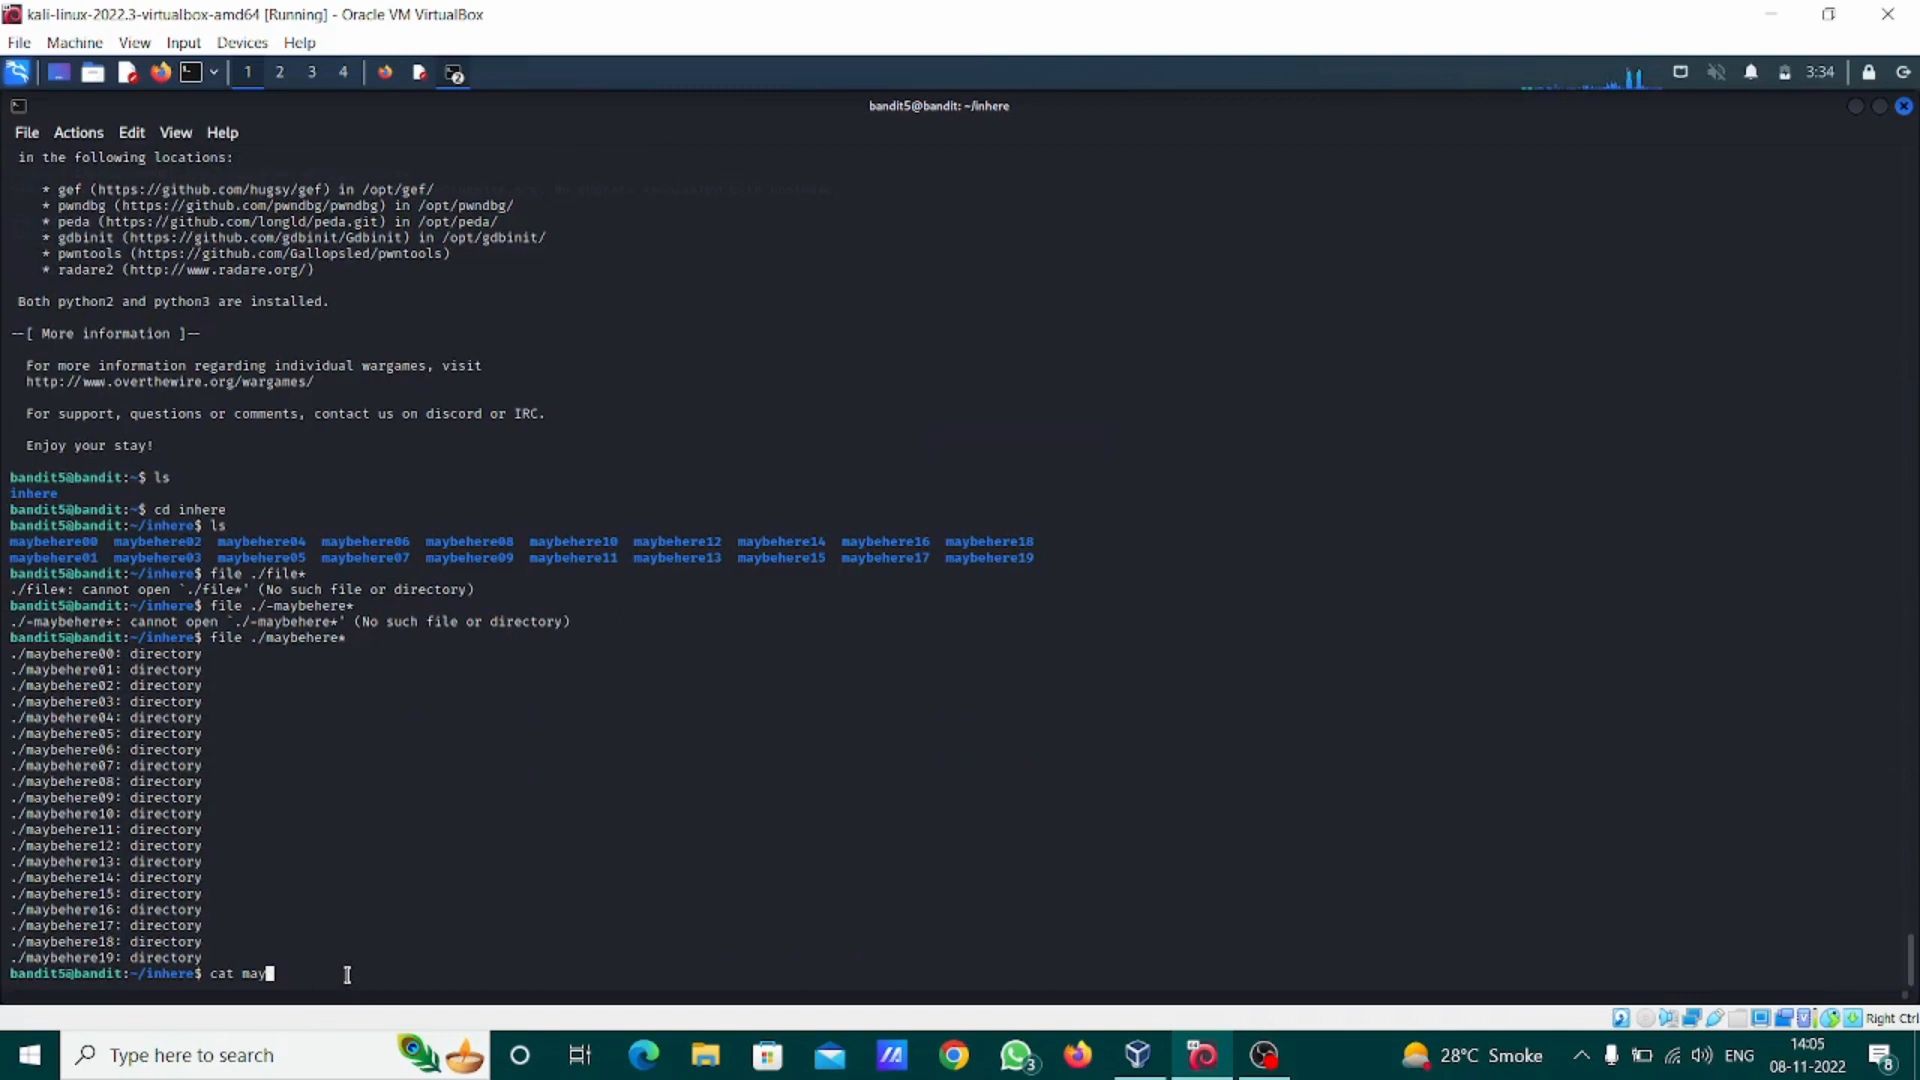 kali-linux-2022.3-virtualbox-amd64 [Running] - Oracle VM VirtualBox
File Machine View Input Devices Help
1 2 3 4
3:34
bandit5@bandit: ~/inhere
File Actions Edit View Help
in the following locations:
* gef (https://github.com/hugsy/gef) in /opt/gef/
* pwndbg (https://github.com/pwndbg/pwndbg) in /opt/pwndbg/
* peda (https://github.com/longld/peda.git) in /opt/peda/
* gdbinit (https://github.com/gdbinit/Gdbinit) in /opt/gdbinit/
* pwntools (https://github.com/Gallopsled/pwntools)
* radare2 (http://www.radare.org/)
Both python2 and python3 are installed.
--[ More information ]--
For more information regarding individual wargames, visit
http://www.overthewire.org/wargames/
For support, questions or comments, contact us on discord or IRC.
Enjoy your stay!
bandit5@bandit:~$ ls
inhere
bandit5@bandit:~$ cd inhere
bandit5@bandit:~/inhere$ ls
maybehere00 maybehere02 maybehere04 maybehere06 maybehere08 maybehere10 maybehere12 maybehere14 maybehere16 maybehere18
maybehere01 maybehere03 maybehere05 maybehere07 maybehere09 maybehere11 maybehere13 maybehere15 maybehere17 maybehere19
bandit5@bandit:~/inhere$ file ./file*
./file*: cannot open `./file*' (No such file or directory)
bandit5@bandit:~/inhere$ file ./-maybehere*
./-maybehere*: cannot open `./-maybehere*' (No such file or directory)
bandit5@bandit:~/inhere$ file ./maybehere*
./maybehere00: directory
./maybehere01: directory
./maybehere02: directory
./maybehere03: directory
./maybehere04: directory
./maybehere05: directory
./maybehere06: directory
./maybehere07: directory
./maybehere08: directory
./maybehere09: directory
./maybehere10: directory
./maybehere11: directory
./maybehere12: directory
./maybehere13: directory
./maybehere14: directory
./maybehere15: directory
./maybehere16: directory
./maybehere17: directory
./maybehere18: directory
./maybehere19: directory
bandit5@bandit:~/inhere$ cat may
Right Ctrl
Type here to search
3
28°C Smoke
ENG
14:05
08-11-2022
8